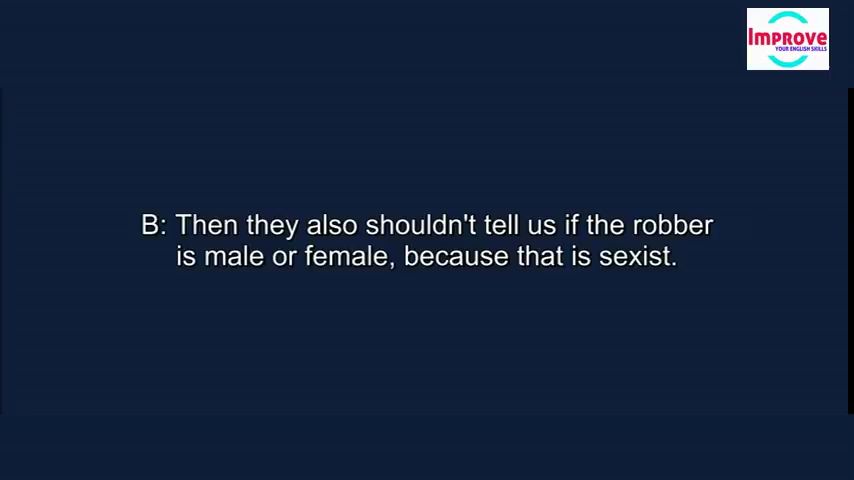 Improve
YOUR ENGLISH SKILLS
B: Then they also shouldn't tell us if the robber
is male or female, because that is sexist.